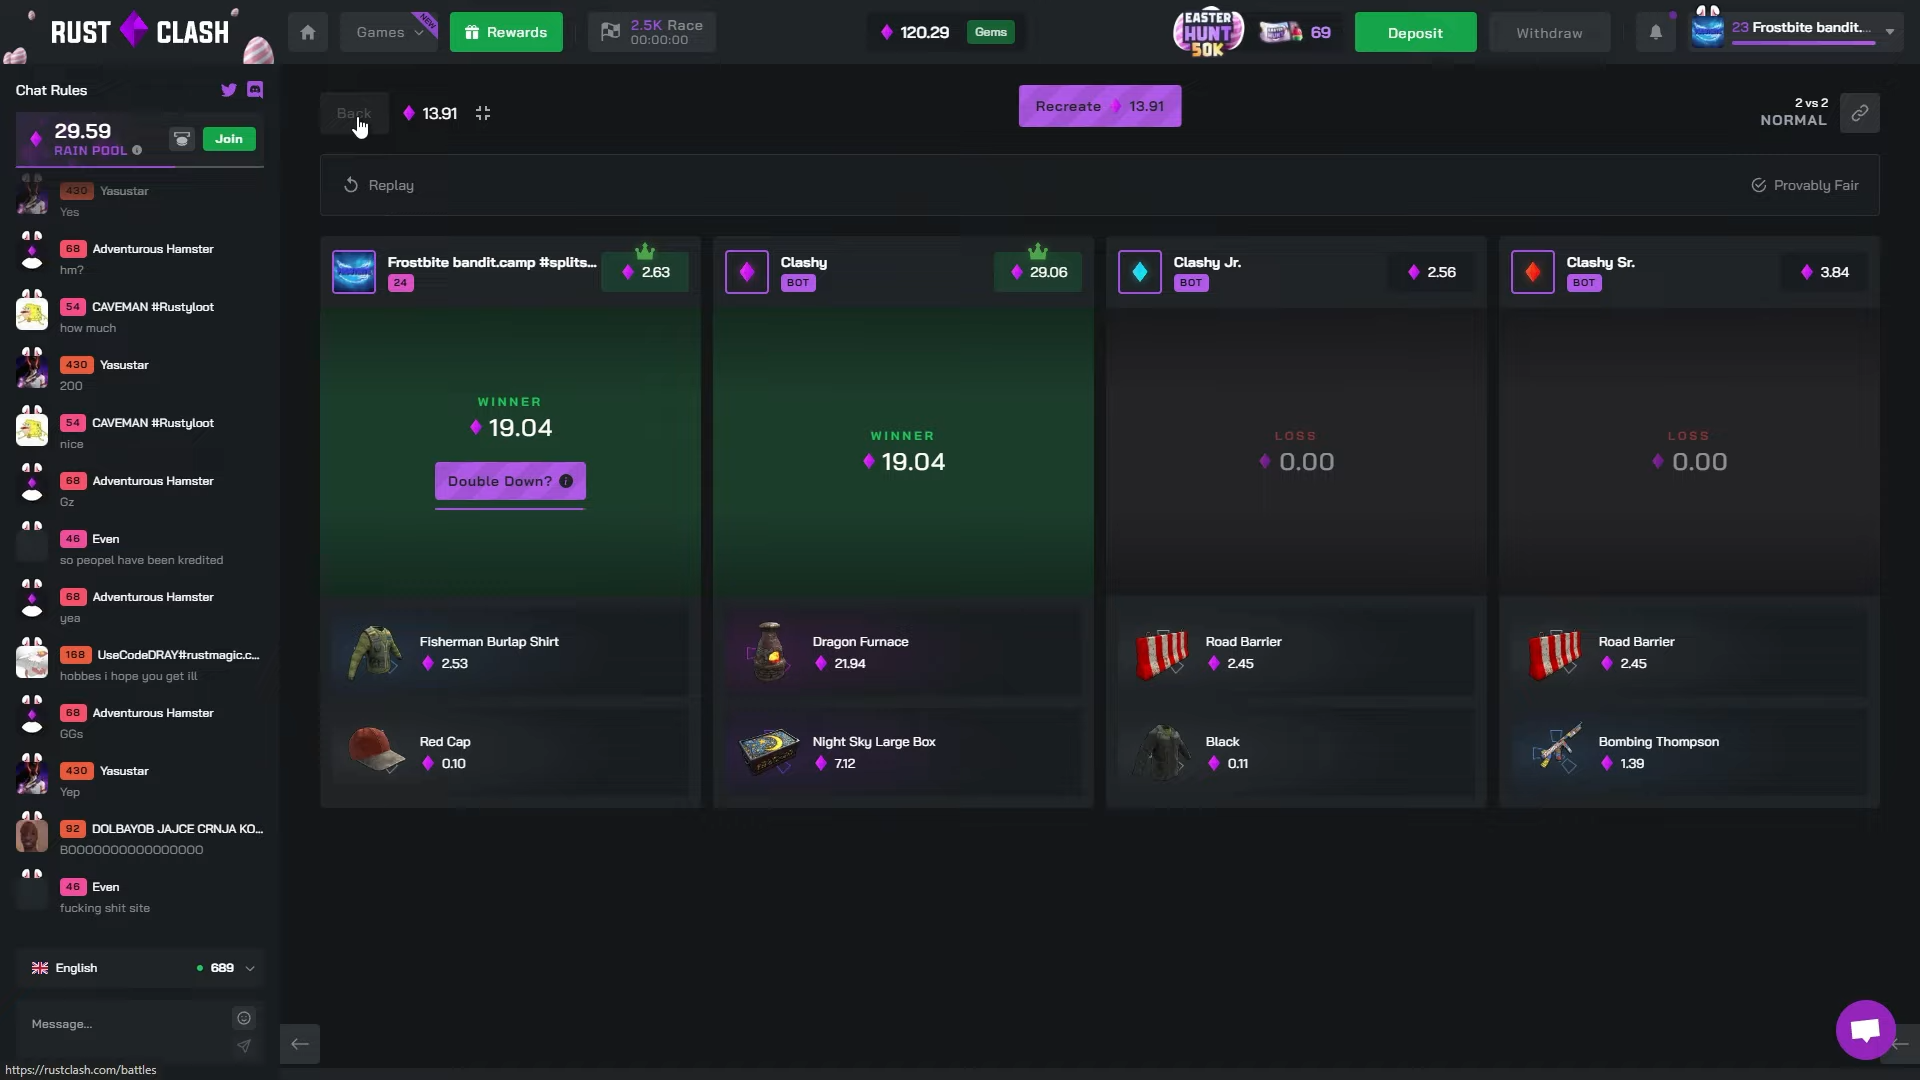 RUST CLASH
Games
NEW
Rewards
2.5K Race
00:00:00
120.29
Gems
EASTER
HUNT
50K
69
Deposit
Withdraw
23 Frostbite bandit....
Chat Rules
29.59
RAIN POOL
Join
430 Yasustar
Yes
68 Adventurous Hamster
hm?
54 CAVEMAN #Rustyloot
how much
430 Yasustar
200
54 CAVEMAN #Rustyloot
nice
68 Adventurous Hamster
Gz
46 Even
so peopel have been kredited
68 Adventurous Hamster
yea
168 UseCodeDRAY#rustmagic.c...
hobbes i hope you get ill
68 Adventurous Hamster
GGs
430 Yasustar
Yep
92 DOLBAYOB JAJCE CRNJA KO...
BOOOOOOOOOOOOOOOO
46 Even
fucking shit site
English
689
Message...
https://rustclash.com/battles
Back
13.91
Recreate 13.91
2 vs 2
NORMAL
Replay
Provably Fair
Frostbite bandit.camp #splits...
24
2.63
WINNER
19.04
Double Down?
Fisherman Burlap Shirt
2.53
Red Cap
0.10
Clashy
BOT
29.06
WINNER
19.04
Dragon Furnace
21.94
Night Sky Large Box
7.12
Clashy Jr.
BOT
2.56
LOSS
0.00
Road Barrier
2.45
Black
0.11
Clashy Sr.
BOT
3.84
LOSS
0.00
Road Barrier
2.45
Bombing Thompson
1.39